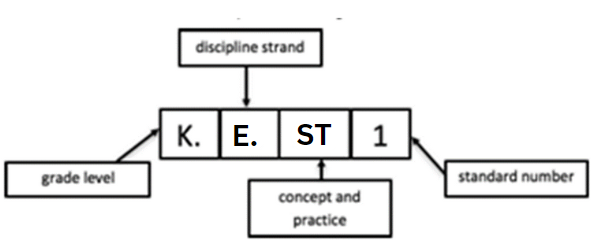 discipline strand
K. E. ST 1
grade level
standard number
concept and
practice